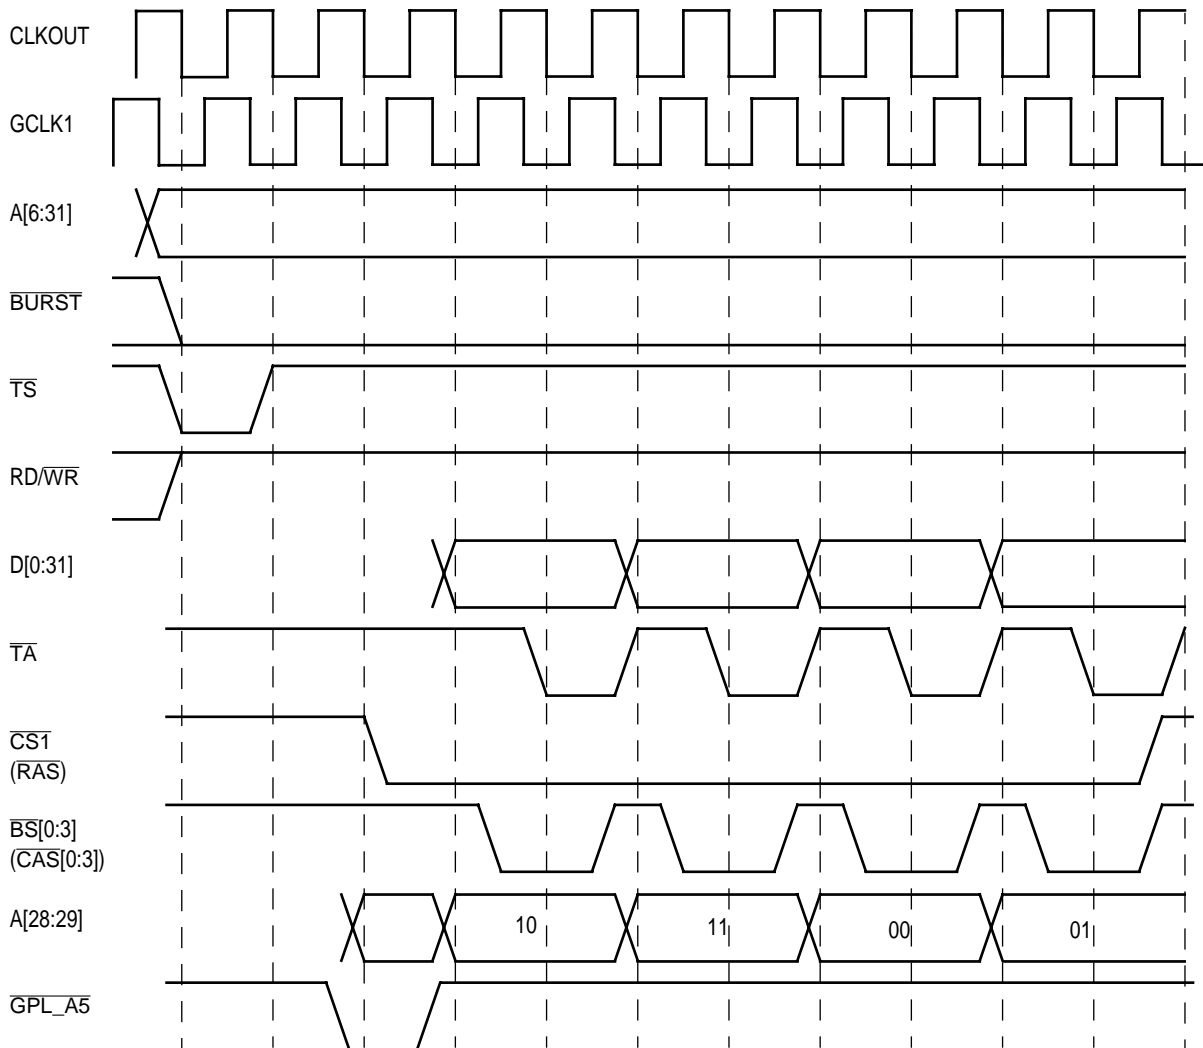 CLKOUT
GCLK1
A[6:31]
BURST
TS
RD/WR
D[0:31]
TA
CS1
(RAS)
BS[0:3]
(CAS[0:3])
A[28:29]
10 11 00 01
GPL_A5